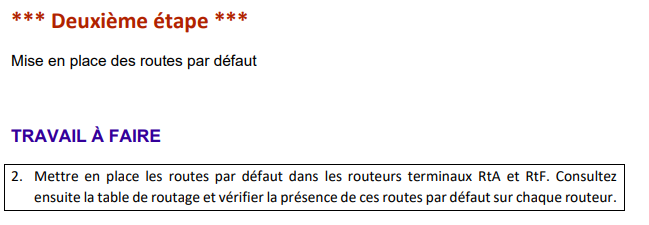 *** Deuxième étape ***
Mise en place des routes par défaut
TRAVAIL À FAIRE
2. Mettre en place les routes par défaut dans les routeurs terminaux RtA et RtF. Consultez
ensuite la table de routage et vérifier la présence de ces routes par défaut sur chaque routeur.